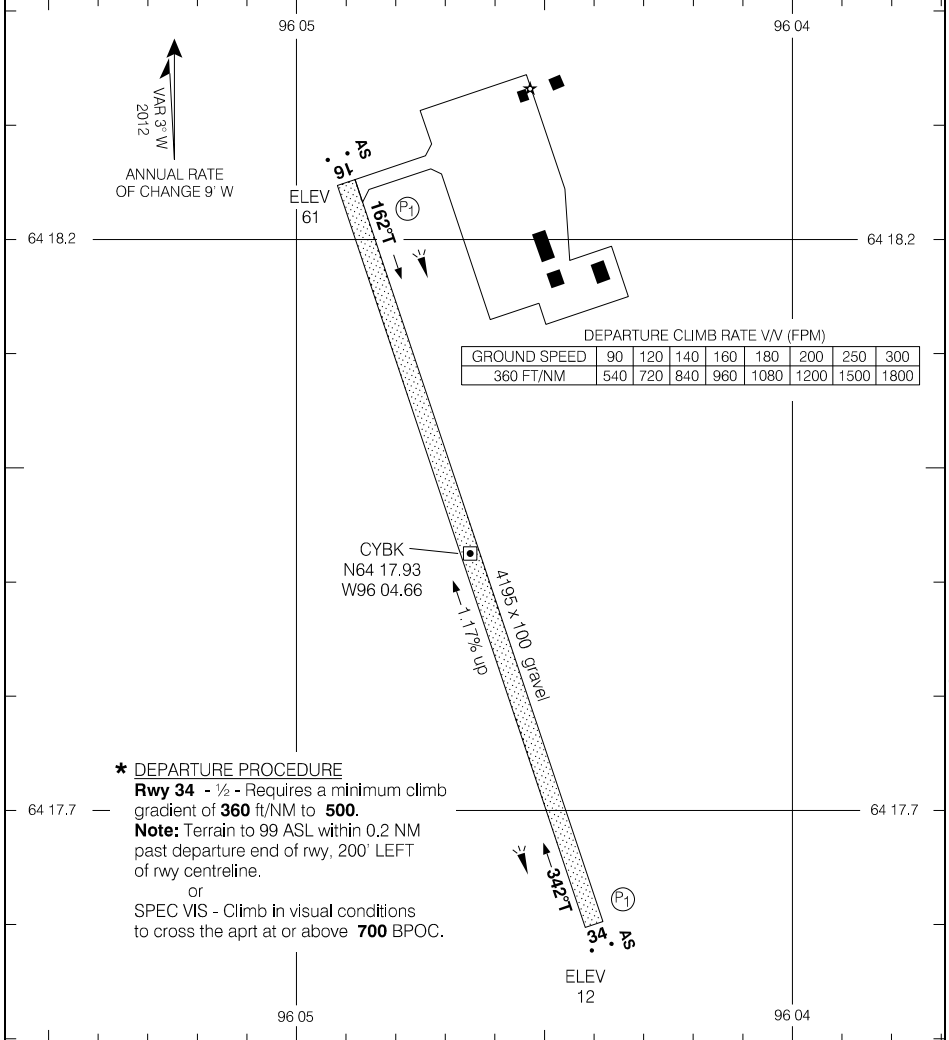 96 05
96 04
VAR 3° W
2012
ANNUAL RATE
OF CHANGE 9' W
AS
16
ELEV
61
162°T
P1
64 18.2
64 18.2
DEPARTURE CLIMB RATE V/V (FPM)
GROUND SPEED 90 120 140 160 180 200 250 300
360 FT/NM 540 720 840 960 1080 1200 1500 1800
CYBK
N64 17.93
W96 04.66
4195 x 100 gravel
1.17% up
* DEPARTURE PROCEDURE
Rwy 34 - ½ - Requires a minimum climb
gradient of 360 ft/NM to 500.
Note: Terrain to 99 ASL within 0.2 NM
past departure end of rwy, 200' LEFT
of rwy centreline.
or
SPEC VIS - Climb in visual conditions
to cross the aprt at or above 700 BPOC.
64 17.7
64 17.7
342°T
P1
34
AS
ELEV
12
96 05
96 04